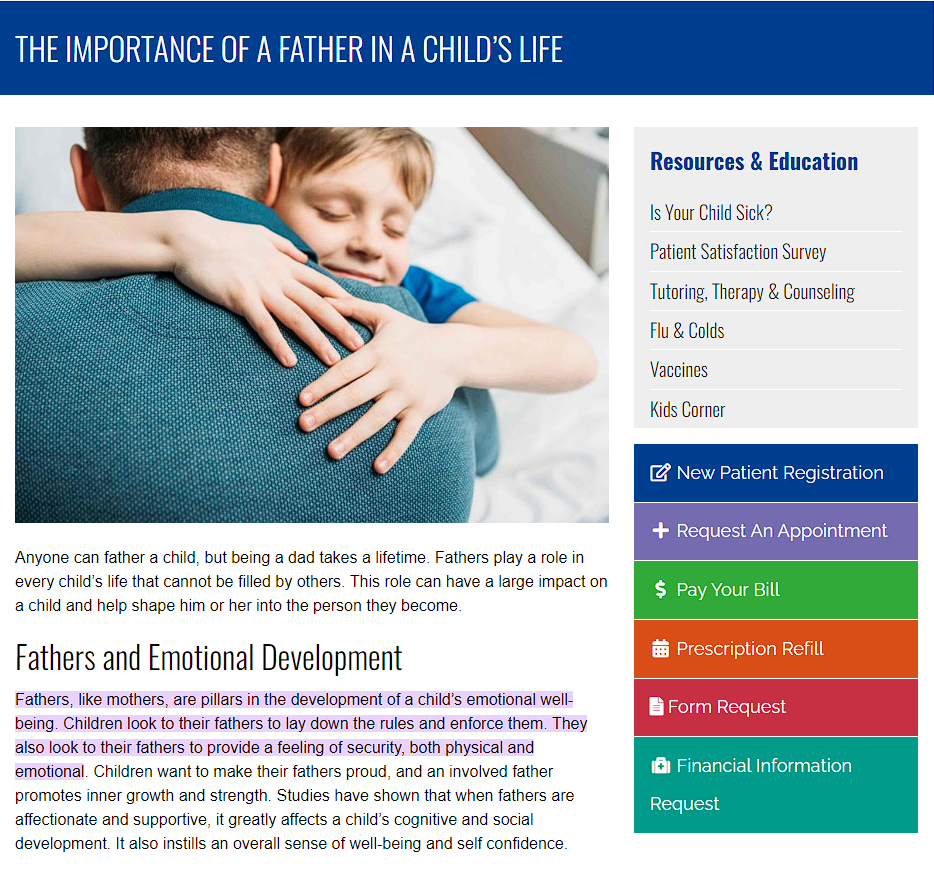 THE IMPORTANCE OF A FATHER IN A CHILD'S LIFE
Anyone can father a child, but being a dad takes a lifetime. Fathers play a role in
every child's life that cannot be filled by others. This role can have a large impact on
a child and help shape him or her into the person they become.
Fathers and Emotional Development
Fathers, like mothers, are pillars in the development of a child's emotional well-
being. Children look to their fathers to lay down the rules and enforce them. They
also look to their fathers to provide a feeling of security, both physical and
emotional. Children want to make their fathers proud, and an involved father
promotes inner growth and strength. Studies have shown that when fathers are
affectionate and supportive, it greatly affects a child's cognitive and social
development. It also instills an overall sense of well-being and self confidence.
Resources & Education
Is Your Child Sick?
Patient Satisfaction Survey
Tutoring, Therapy & Counseling
Flu & Colds
Vaccines
Kids Corner
New Patient Registration
Request An Appointment
Pay Your Bill
Prescription Refill
Form Request
Financial Information
Request